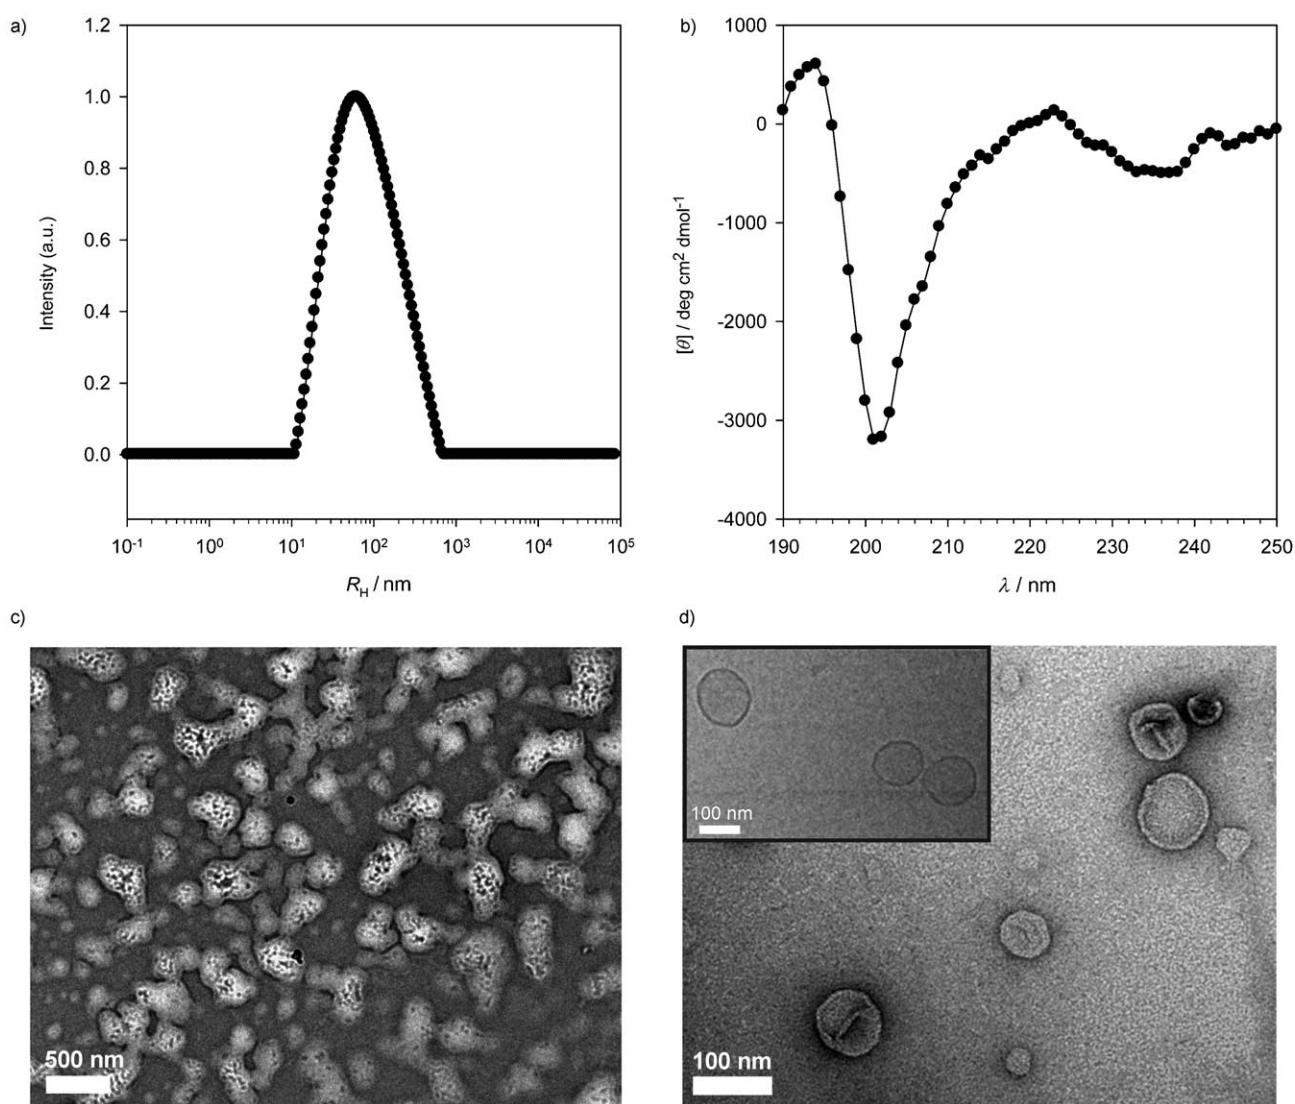 a)
1.2
1.0
0.8
0.6
0.4
0.2
0.0
Intensity (a.u.)
10⁻¹ 10⁰ 10¹ 10² 10³ 10⁴ 10⁵
R_H / nm
b)
1000
0
-1000
-2000
-3000
-4000
[θ] / deg cm² dmol⁻¹
190 200 210 220 230 240 250
λ / nm
c)
500 nm
d)
100 nm
100 nm